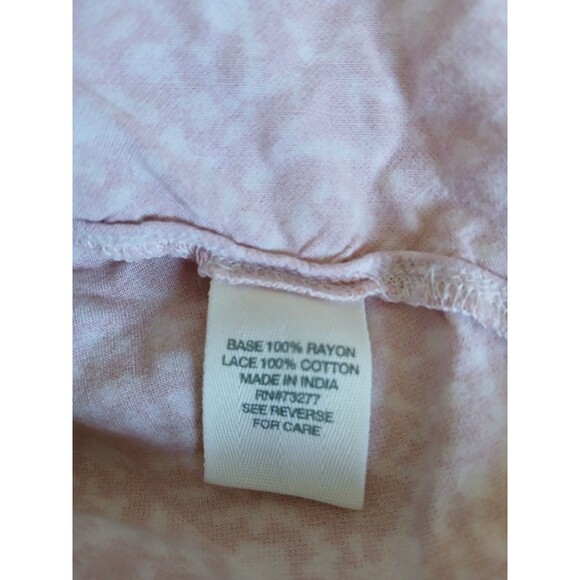 BASE 100% RAYON
LACE 100% COTTON
MADE IN INDIA
RN#73277
SEE REVERSE
FOR CARE